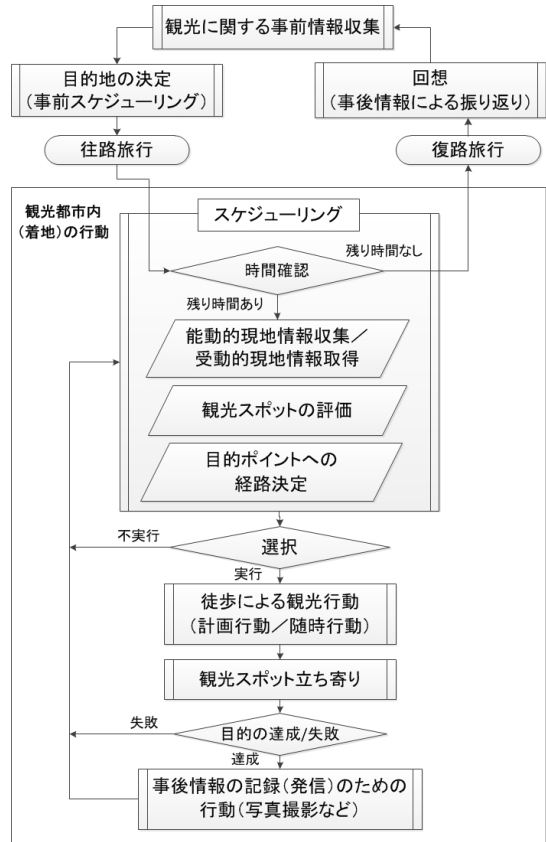 観光に関する事前情報収集
目的地の決定
(事前スケジューリング)
回想
(事後情報による振り返り)
往路旅行
復路旅行
観光都市内
(着地)の行動
スケジューリング
時間確認
残り時間なし
残り時間あり
能動的現地情報収集／
受動的現地情報取得
観光スポットの評価
目的ポイントへの
経路決定
選択
不実行
実行
徒歩による観光行動
(計画行動／随時行動)
観光スポット立ち寄り
目的の達成/失敗
失敗
達成
事後情報の記録(発信)のための
行動(写真撮影など)